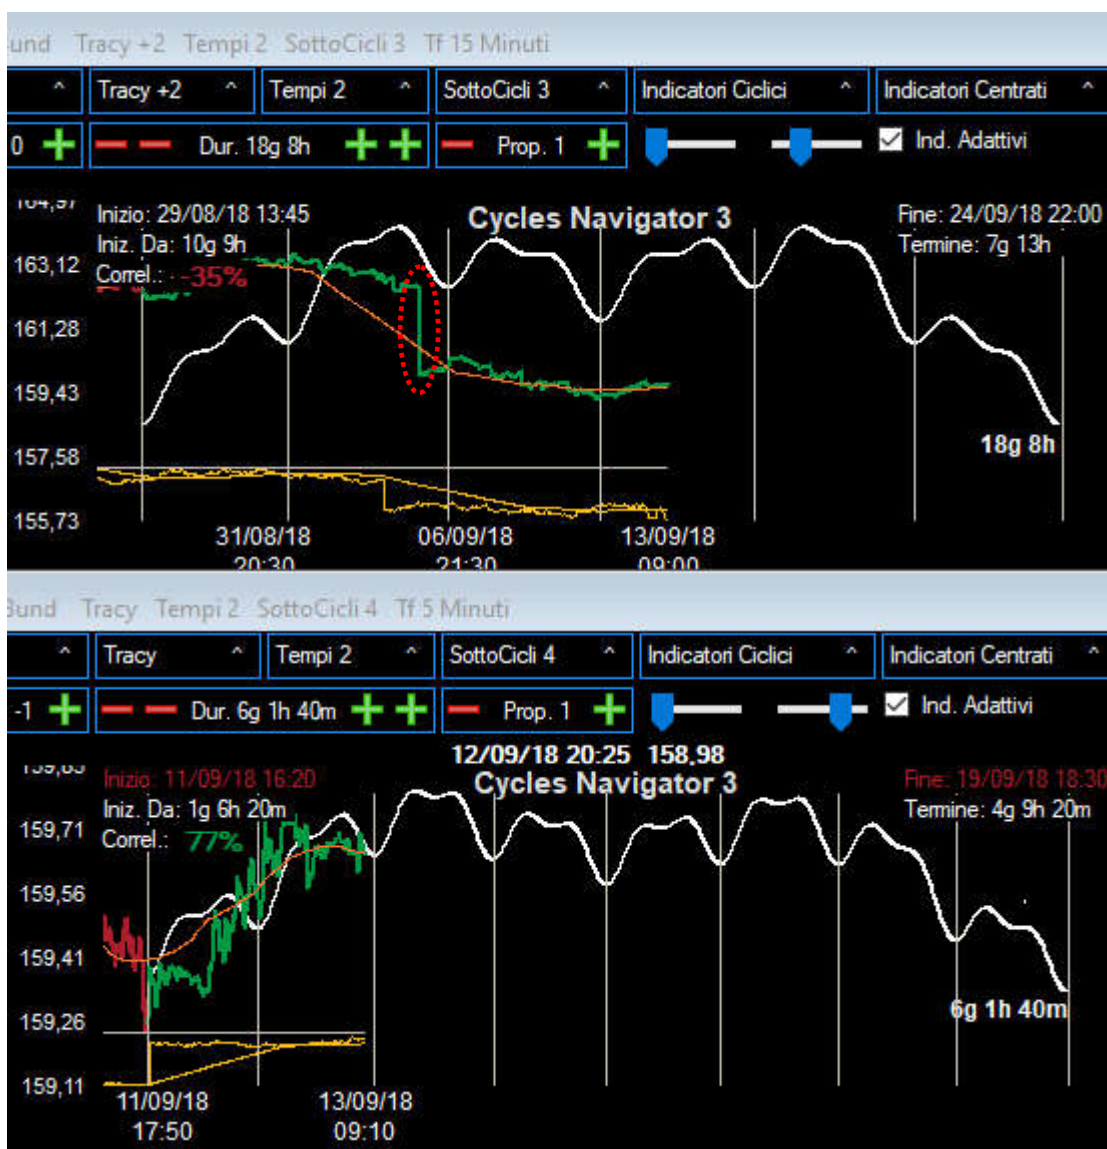 Tracy +2 Tempi 2 SottoCicli 3 Tf 15 Minuti
^ Tracy +2 ^ Tempi 2 ^ SottoCicli 3 ^ Indicatori Ciclici ^ Indicatori Centrati ^
0 Dur. 18g 8h Prop. 1 Ind. Adattivi
Inizio: 29/08/18 13:45 Cycles Navigator 3 Fine: 24/09/18 22:00
Iniz. Da: 10g 9h Termine: 7g 13h
163,12 Correl.: -35%
161,28
159,43
18g 8h
157,58
155,73
31/08/18 06/09/18 13/09/18
20:30 21:30 09:00
Bund Tracy Tempi 2 SottoCicli 4 Tf 5 Minuti
^ Tracy ^ Tempi 2 ^ SottoCicli 4 ^ Indicatori Ciclici ^ Indicatori Centrati ^
-1 Dur. 6g 1h 40m Prop. 1 Ind. Adattivi
12/09/18 20:25 158,98
Inizio: 11/09/18 16:20 Cycles Navigator 3 Fine: 19/09/18 18:30
Iniz. Da: 1g 6h 20m Termine: 4g 9h 20m
159,71 Correl.: 77%
159,56
159,41
159,26 6g 1h 40m
159,11
11/09/18 13/09/18
17:50 09:10